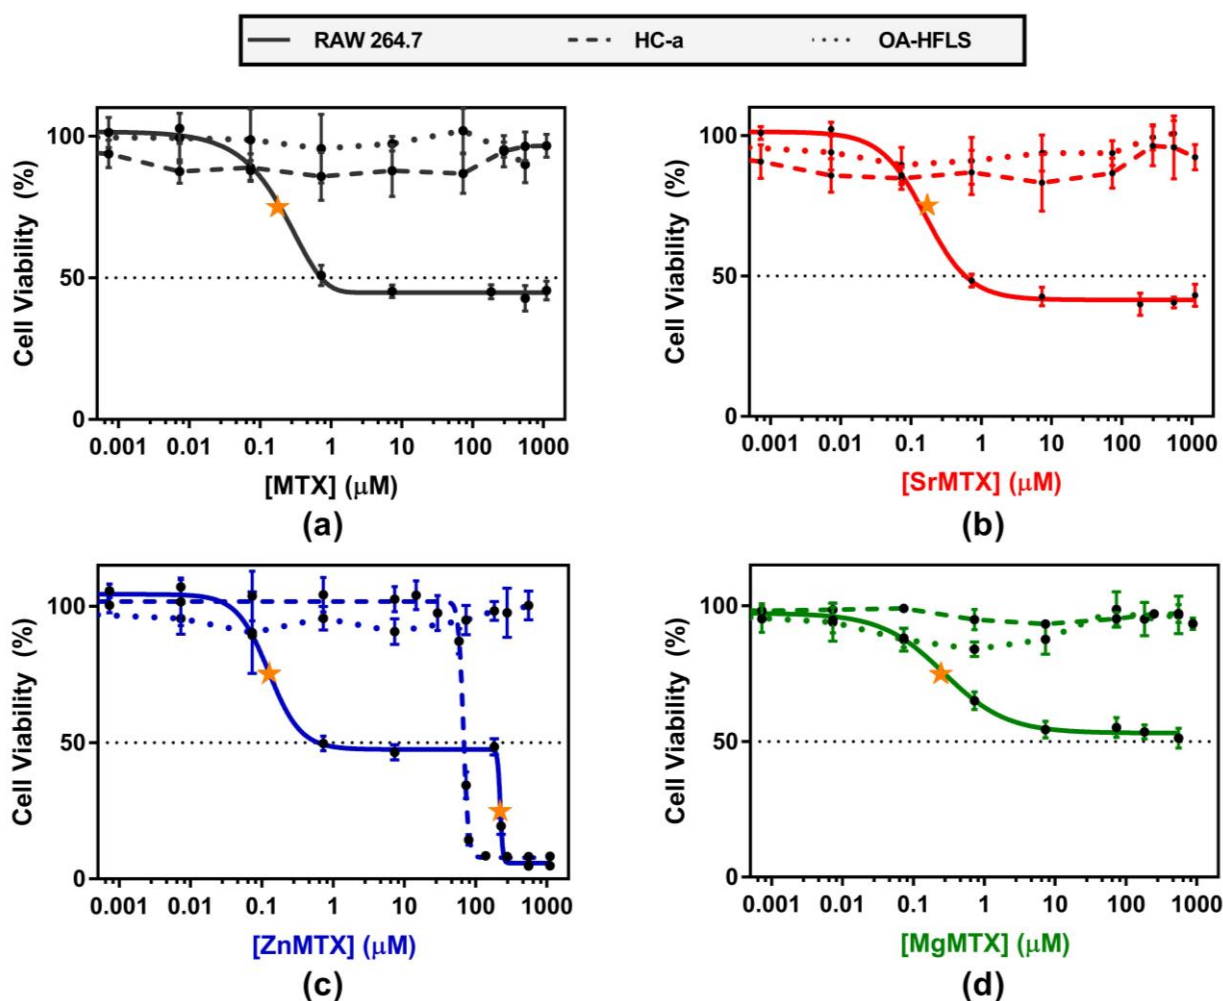 RAW 264.7 HC-a OA-HFLS
100
50
0
Cell Viability (%)
0.001 0.01 0.1 1 10 100 1000
[MTX] (μM)
(a)
100
50
0
Cell Viability (%)
0.001 0.01 0.1 1 10 100 1000
[SrMTX] (μM)
(b)
100
50
0
Cell Viability (%)
0.001 0.01 0.1 1 10 100 1000
[ZnMTX] (μM)
(c)
100
50
0
Cell Viability (%)
0.001 0.01 0.1 1 10 100 1000
[MgMTX] (μM)
(d)